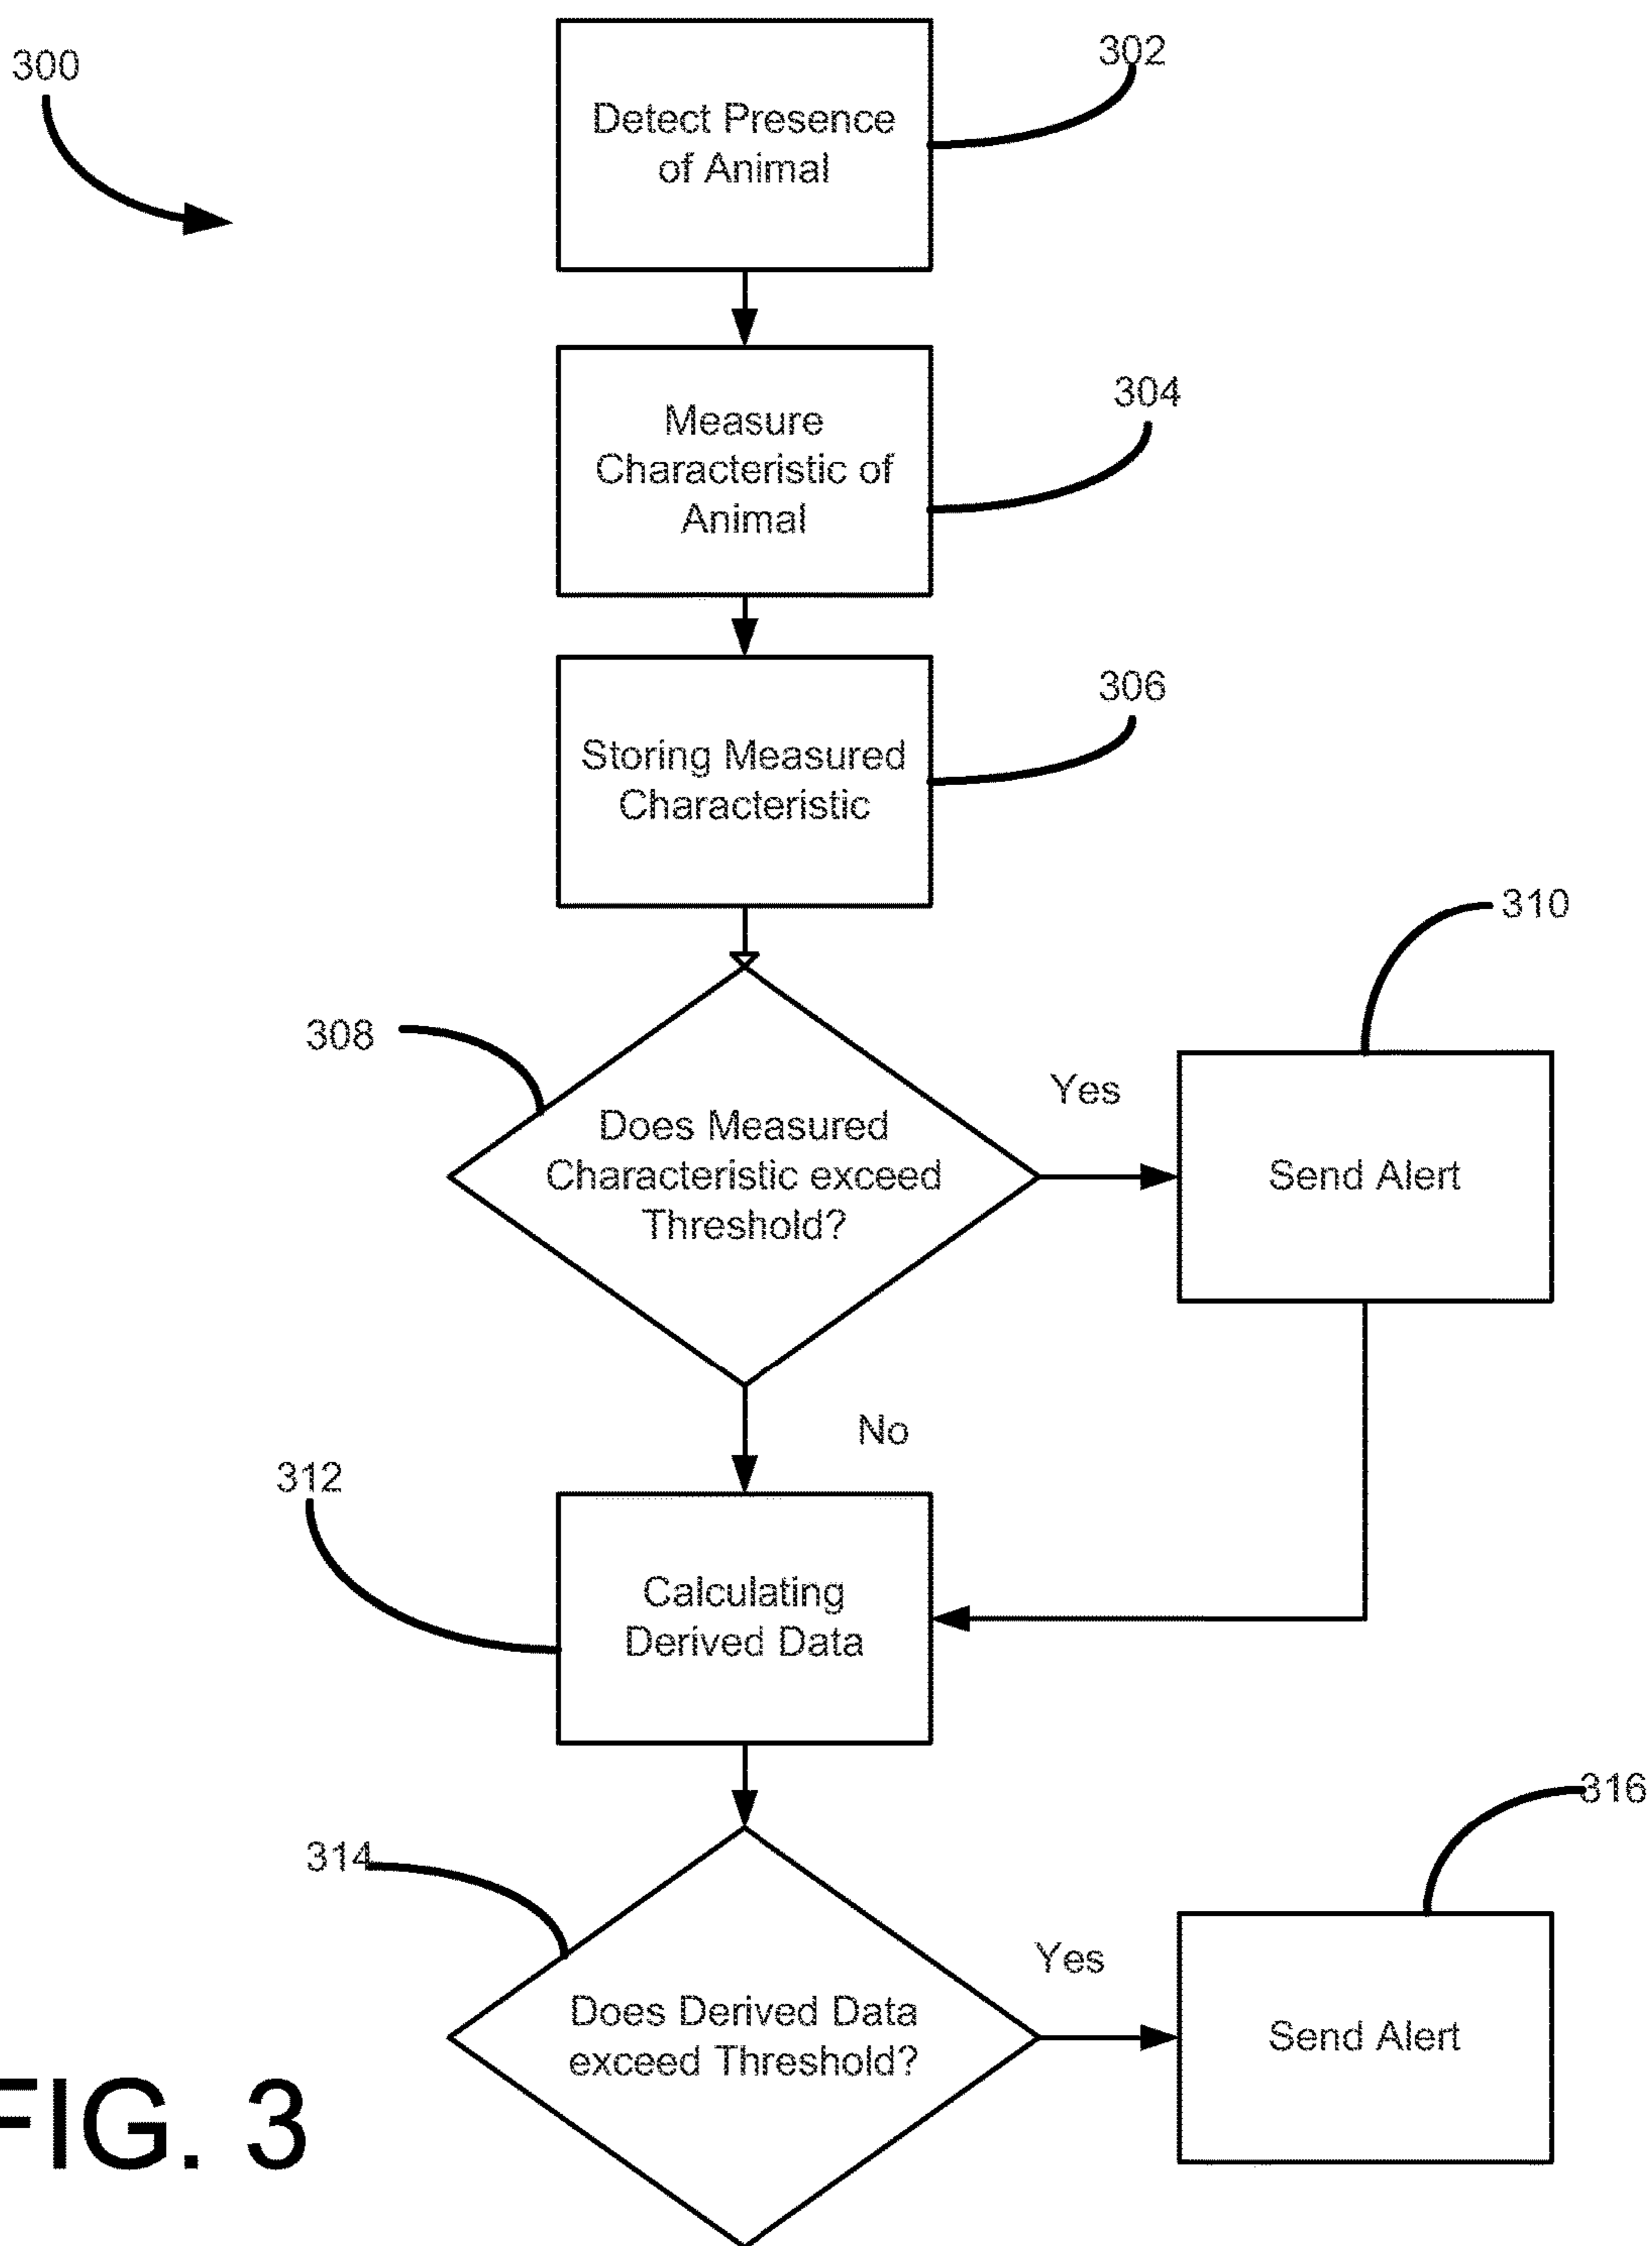 300
302
Detect Presence
of Animal
304
Measure
Characteristic of
Animal
306
Storing Measured
Characteristic
310
308
Yes
Does Measured
Characteristic exceed
Threshold?
Send Alert
No
312
Calculating
Derived Data
316
314
Yes
Does Derived Data
exceed Threshold?
Send Alert
FIG. 3